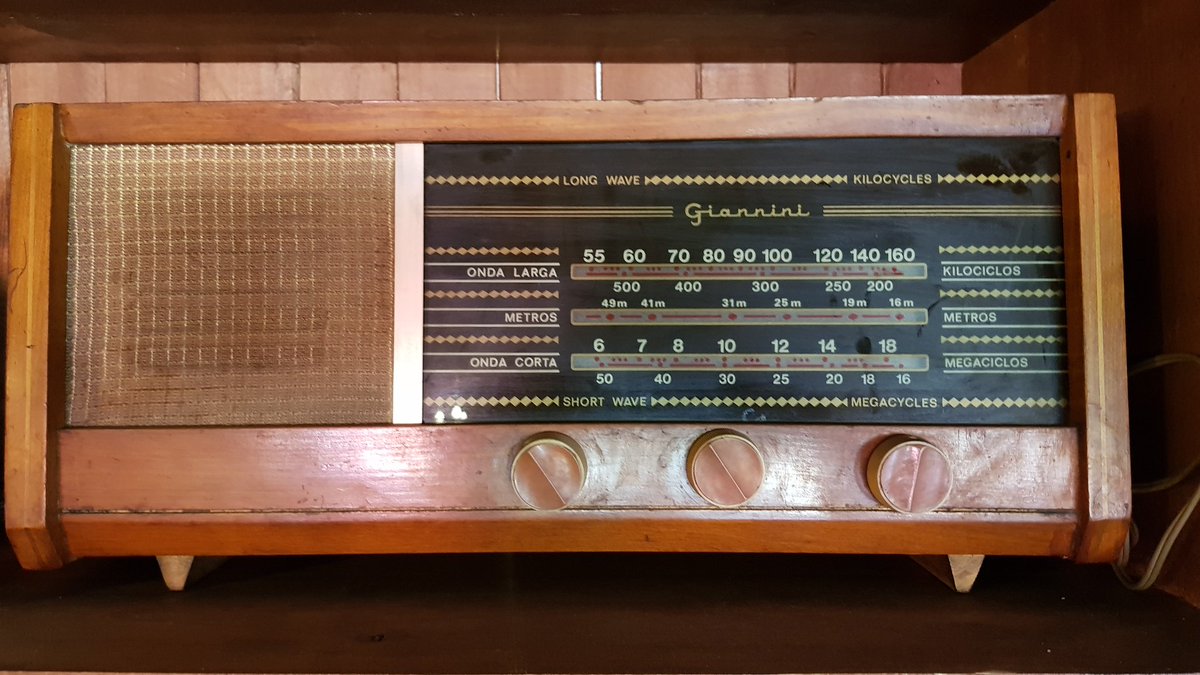 LONG WAVE KILOCYCLES
Giannini
55 60 70 80 90 100 120 140 160
ONDA LARGA KILOCICLOS
500 400 300 250 200
49m 41m 31m 25m 19m 16m
METROS METROS
6 7 8 10 12 14 18
ONDA CORTA MEGACICLOS
50 40 30 25 20 18 16
SHORT WAVE MEGACYCLES